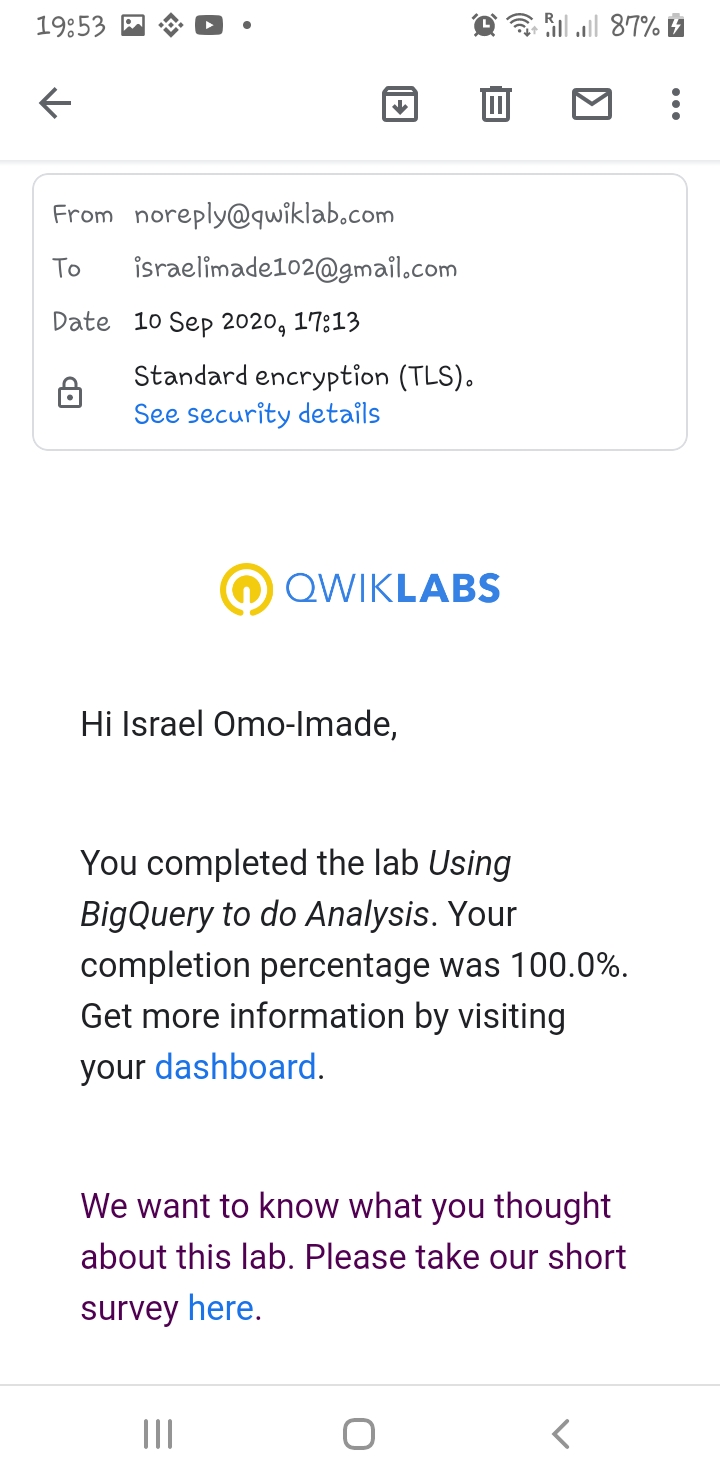 19:53
R
87%
From noreply@qwiklab.com
To israelimade102@gmail.com
Date 10 Sep 2020, 17:13
Standard encryption (TLS).
See security details
QWIKLABS
Hi Israel Omo-Imade,
You completed the lab Using
BigQuery to do Analysis. Your
completion percentage was 100.0%.
Get more information by visiting
your dashboard.
We want to know what you thought
about this lab. Please take our short
survey here.